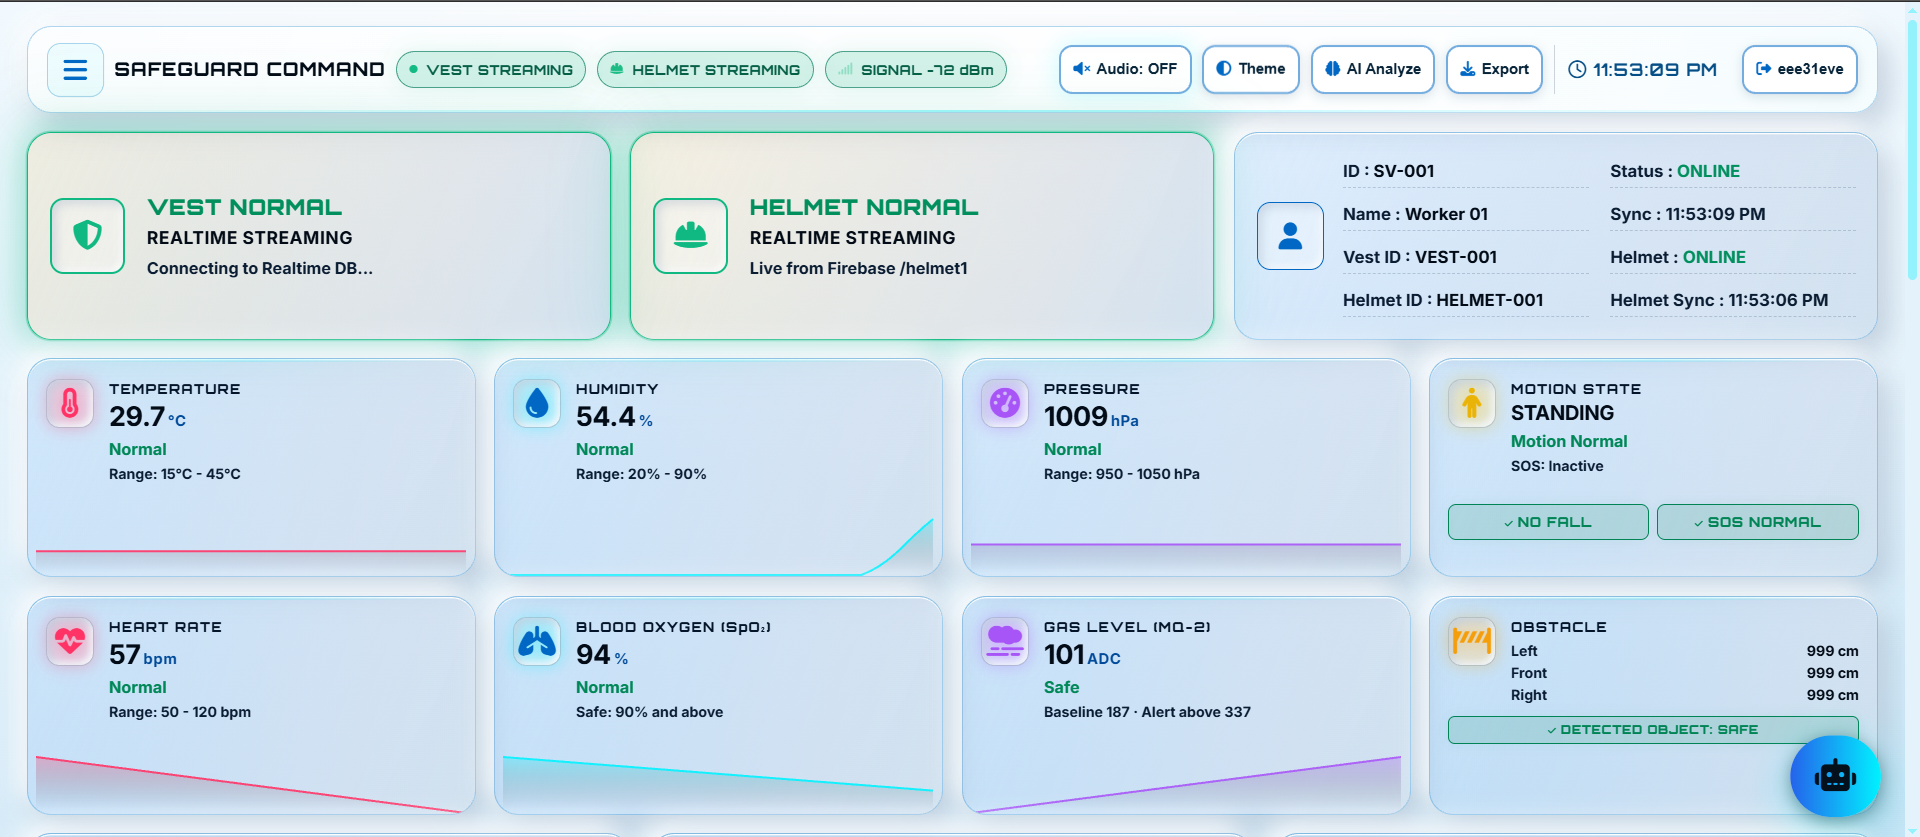 SAFEGUARD COMMAND
VEST STREAMING
HELMET STREAMING
SIGNAL -72 dBm
Audio: OFF
Theme
AI Analyze
Export
11:53:09 PM
eee31eve
VEST NORMAL
REALTIME STREAMING
Connecting to Realtime DB...
HELMET NORMAL
REALTIME STREAMING
Live from Firebase /helmet1
ID : SV-001
Status : ONLINE
Name : Worker 01
Sync : 11:53:09 PM
Vest ID : VEST-001
Helmet : ONLINE
Helmet ID : HELMET-001
Helmet Sync : 11:53:06 PM
TEMPERATURE
29.7 °C
Normal
Range: 15°C - 45°C
HUMIDITY
54.4 %
Normal
Range: 20% - 90%
PRESSURE
1009 hPa
Normal
Range: 950 - 1050 hPa
MOTION STATE
STANDING
Motion Normal
SOS: Inactive
✓ NO FALL
✓ SOS NORMAL
HEART RATE
57 bpm
Normal
Range: 50 - 120 bpm
BLOOD OXYGEN (SpO₂)
94 %
Normal
Safe: 90% and above
GAS LEVEL (MQ-2)
101 ADC
Safe
Baseline 187 · Alert above 337
OBSTACLE
Left 999 cm
Front 999 cm
Right 999 cm
✓ DETECTED OBJECT: SAFE